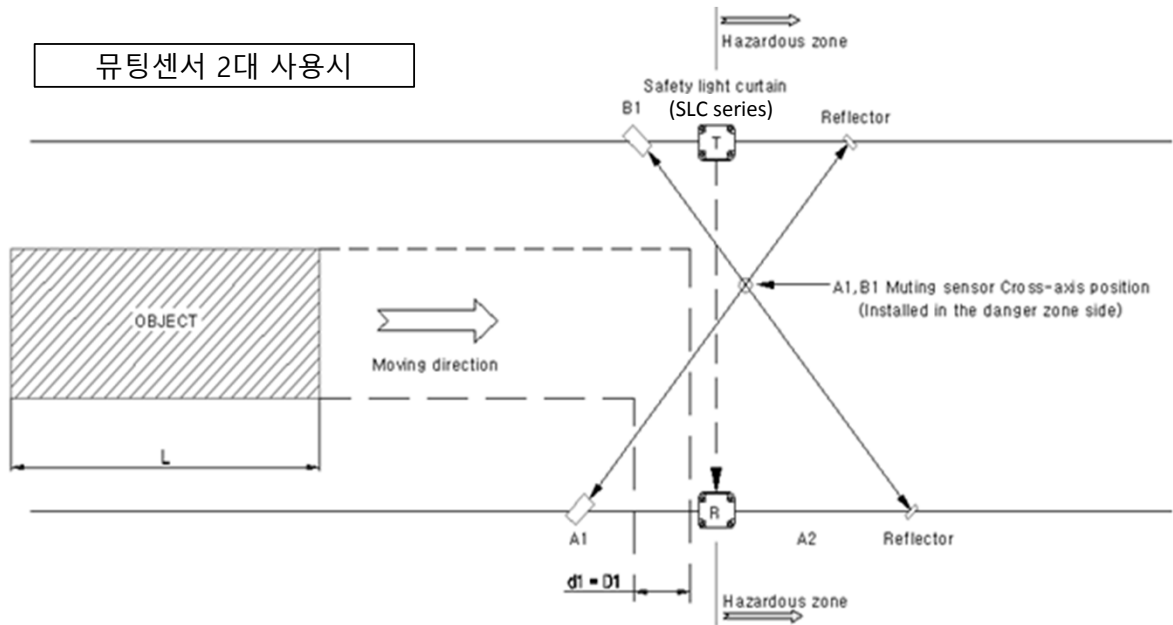 뮤팅센서 2대 사용시
Hazardous zone
Safety light curtain
(SLC series)
B1
Reflector
T
A1,B1 Muting sensor Cross-axis position
(Installed in the danger zone side)
OBJECT
Moving direction
L
R
A1
A2
Reflector
d1 = D1
Hazardous zone